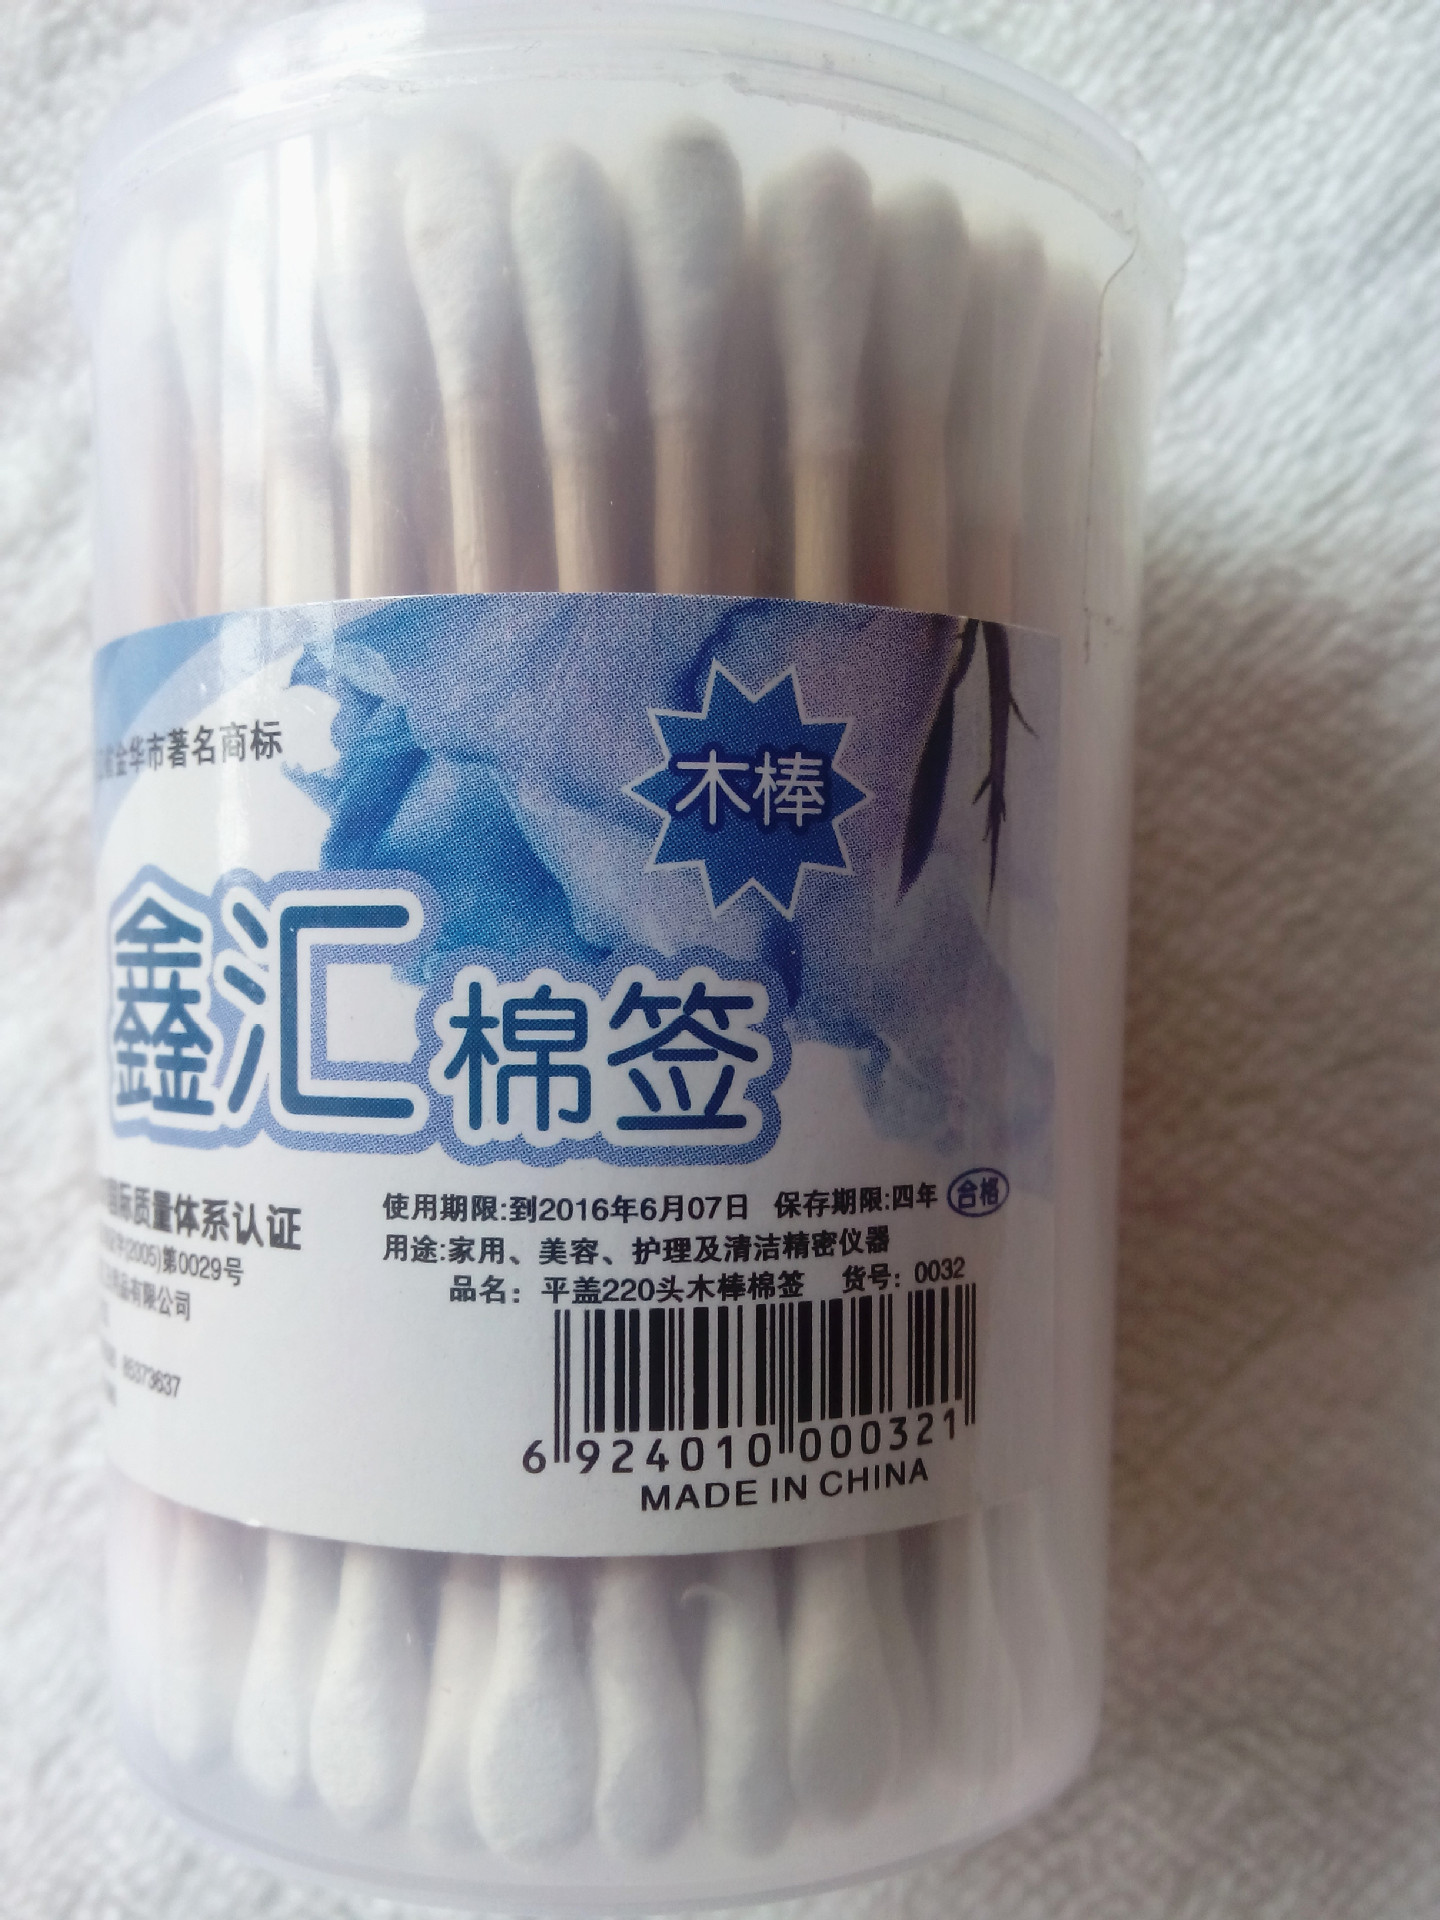 金华市著名商标
木棒
鑫汇棉签
国际质量体系认证
(2005)第0029号
品有限公司
86373637
使用期限:到2016年6月07日 保存期限:四年 合格
用途:家用、美容、护理及清洁精密仪器
品名：平盖220头木棒棉签 货号：0032
6 924010 000321
MADE IN CHINA